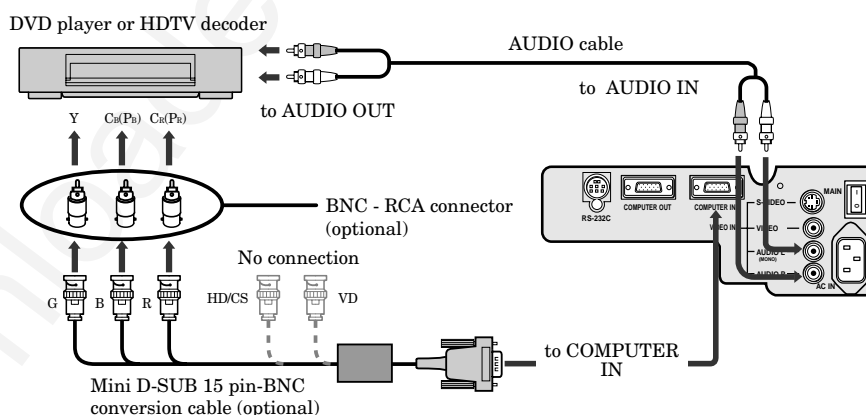 DVD player or HDTV decoder
AUDIO cable
to AUDIO IN
to AUDIO OUT
Y CB(PB) CR(PR)
BNC - RCA connector
(optional)
No connection
G B R HD/CS VD
RS-232C
COMPUTER OUT
COMPUTER IN
S-VIDEO
VIDEO IN
VIDEO
AUDIO L
(MONO)
AUDIO R
MAIN
AC IN
to COMPUTER
IN
Mini D-SUB 15 pin-BNC
conversion cable (optional)